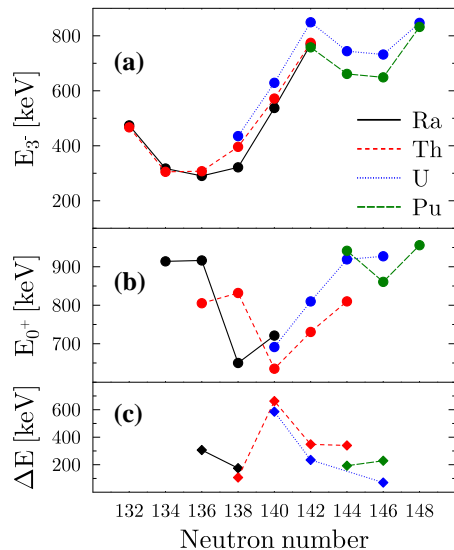 E3- [keV]
800
600
400
200
(a)
Ra
Th
U
Pu
E0+ [keV]
900
800
700
(b)
ΔE [keV]
600
400
200
(c)
132 134 136 138 140 142 144 146 148
Neutron number